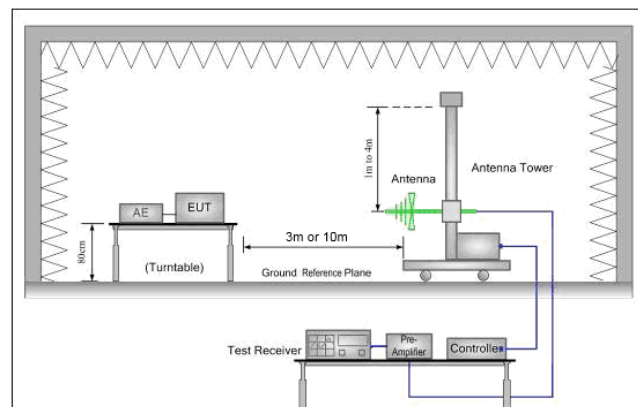 1m to 4m
Antenna
Antenna Tower
AE
EUT
80cm
(Turntable)
3m or 10m
Ground Reference Plane
Test Receiver
Pre-
Amplifier
Controlle